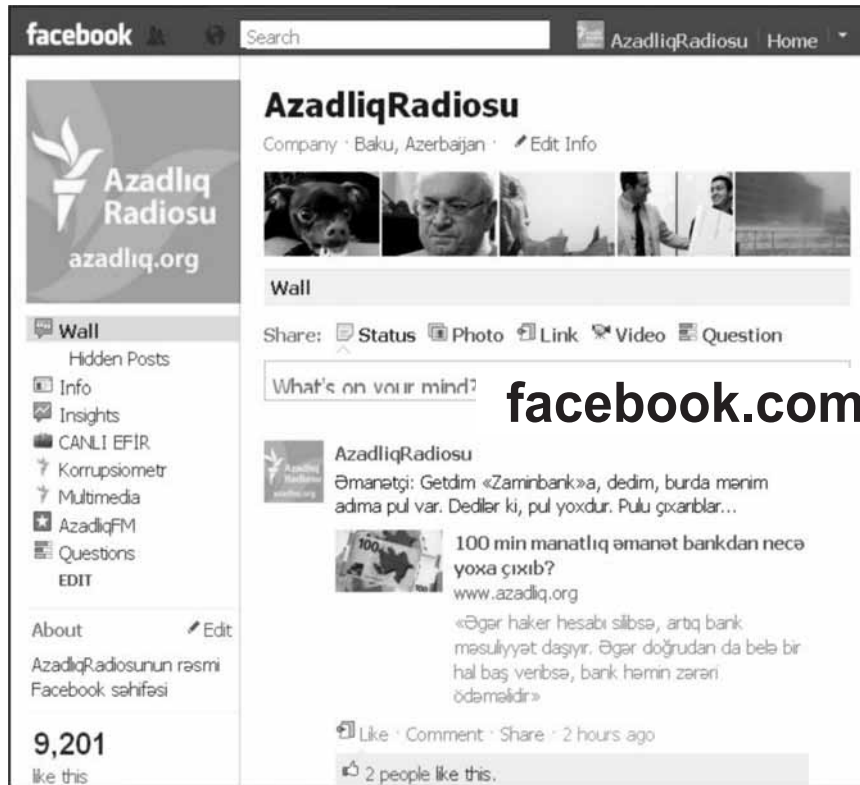 facebook
Search
AzadliqRadiosu Home
Azadlıq
Radiosu
azadlıq.org
AzadliqRadiosu
Company · Baku, Azerbaijan · Edit Info
Wall
Share: Status Photo Link Video Question
What's on your mind?
facebook.com
Wall
Hidden Posts
Info
Insights
CANLI EFİR
Korrupsiometr
Multimedia
AzadliqFM
Questions
EDIT
About Edit
AzadlıqRadiosunun rəsmi
Facebook səhifəsi
9,201
like this
AzadliqRadiosu
Əmanətçi: Getdim «Zaminbank»a, dedim, burda mənim
adıma pul var. Dedilər ki, pul yoxdur. Pulu çıxarıblar...
100 min manatlıq əmanət bankdan necə
yoxa çıxıb?
www.azadliq.org
«Əgər haker hesabı silibsə, artıq bank
məsuliyyət daşıyır. Əgər doğrudan da belə bir
hal baş veribsə, bank həmin zərəri
ödəməlidir»
Like · Comment · Share · 2 hours ago
2 people like this.